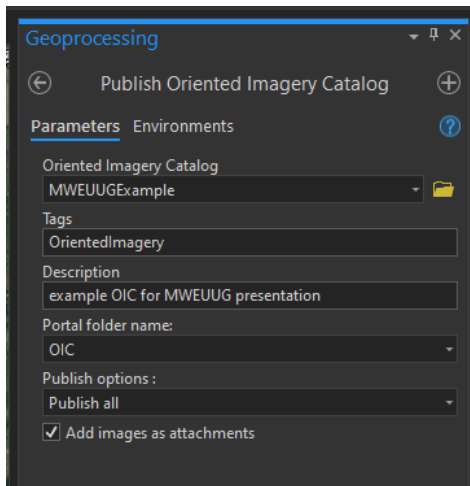 Geoprocessing
Publish Oriented Imagery Catalog
Parameters Environments
Oriented Imagery Catalog
MWEUUGExample
Tags
OrientedImagery
Description
example OIC for MWEUUG presentation
Portal folder name:
OIC
Publish options :
Publish all
Add images as attachments